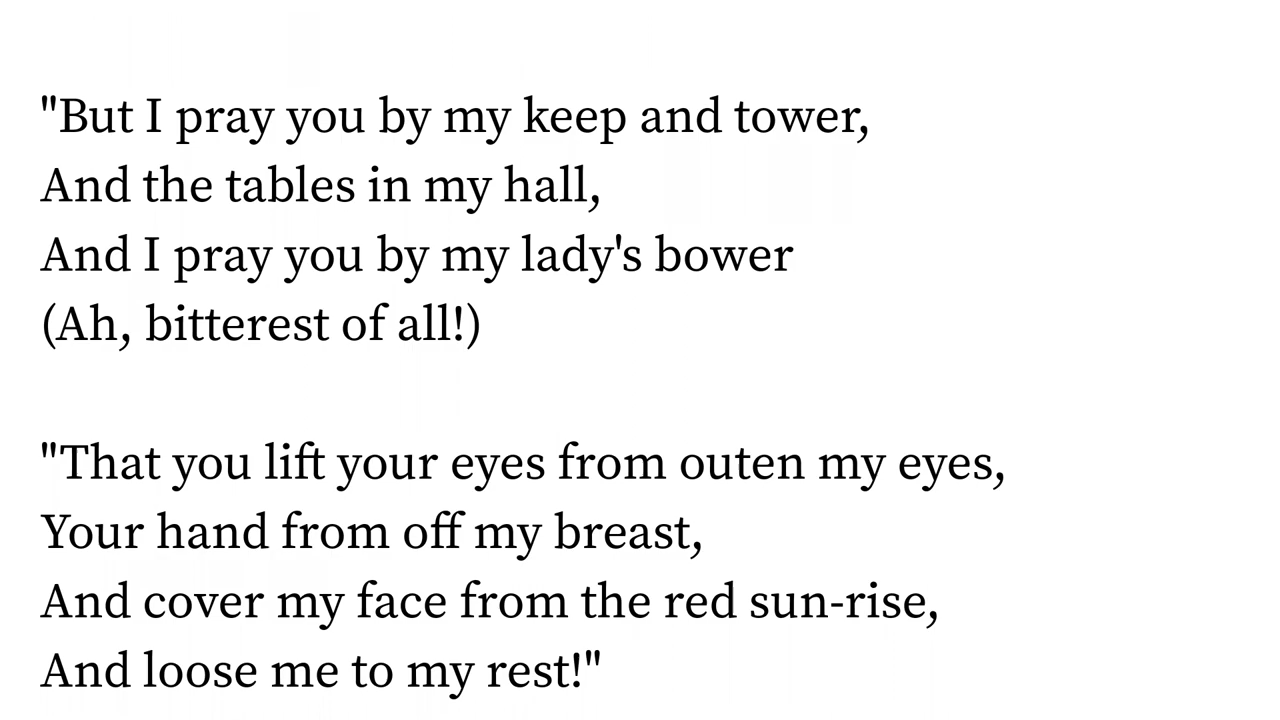 "But I pray you by my keep and tower,
And the tables in my hall,
And I pray you by my lady's bower
(Ah, bitterest of all!)

"That you lift your eyes from outen my eyes,
Your hand from off my breast,
And cover my face from the red sun-rise,
And loose me to my rest!"